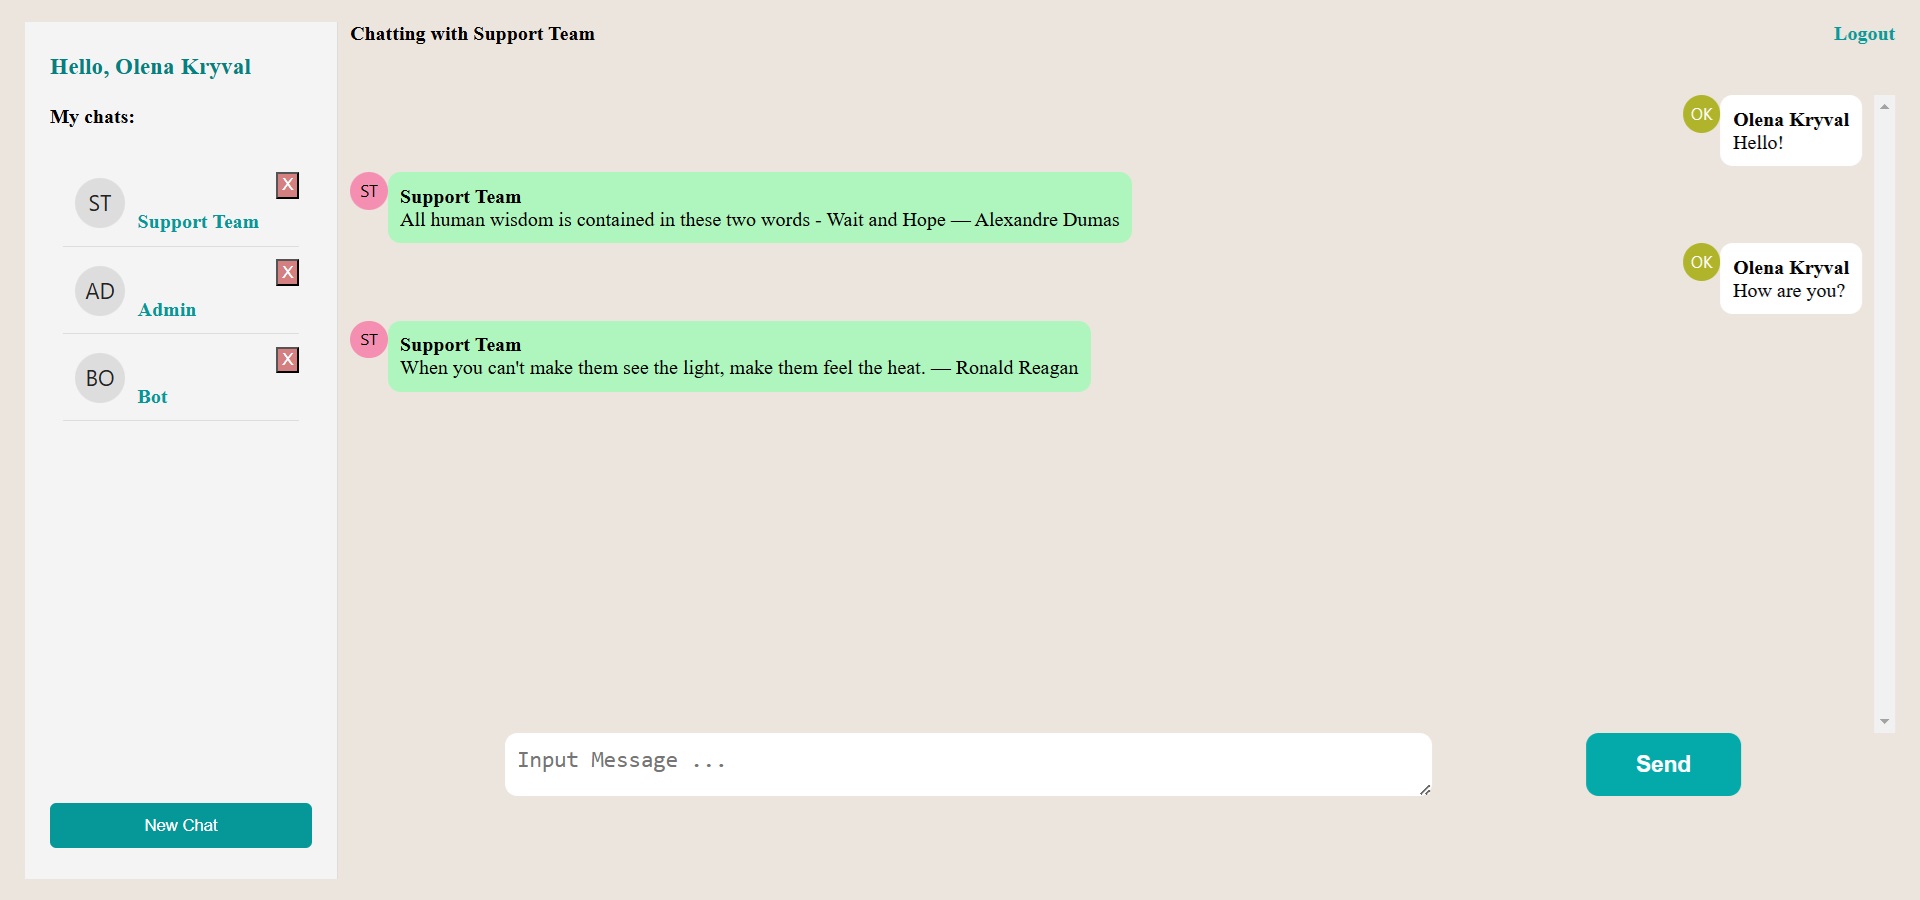 Hello, Olena Kryval
My chats:
ST
X
Support Team
AD
X
Admin
BO
X
Bot
New Chat
Chatting with Support Team
Logout
OK
Olena Kryval
Hello!
ST
Support Team
All human wisdom is contained in these two words - Wait and Hope — Alexandre Dumas
OK
Olena Kryval
How are you?
ST
Support Team
When you can't make them see the light, make them feel the heat. — Ronald Reagan
Input Message ...
Send